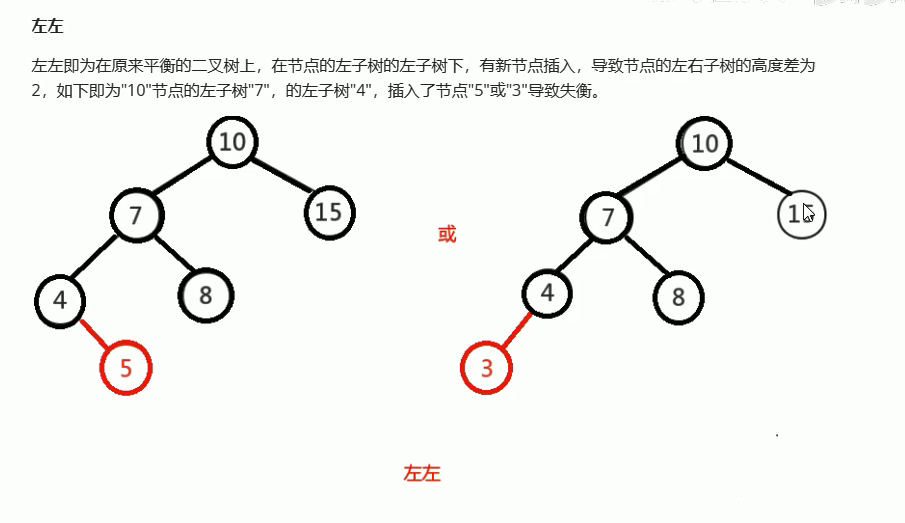 左左
左左即为在原来平衡的二叉树上，在节点的左子树的左子树下，有新节点插入，导致节点的左右子树的高度差为
2，如下即为"10"节点的左子树"7"，的左子树"4"，插入了节点"5"或"3"导致失衡。
10 10
7 15 或 7
4 8 4 8
5 3
左左